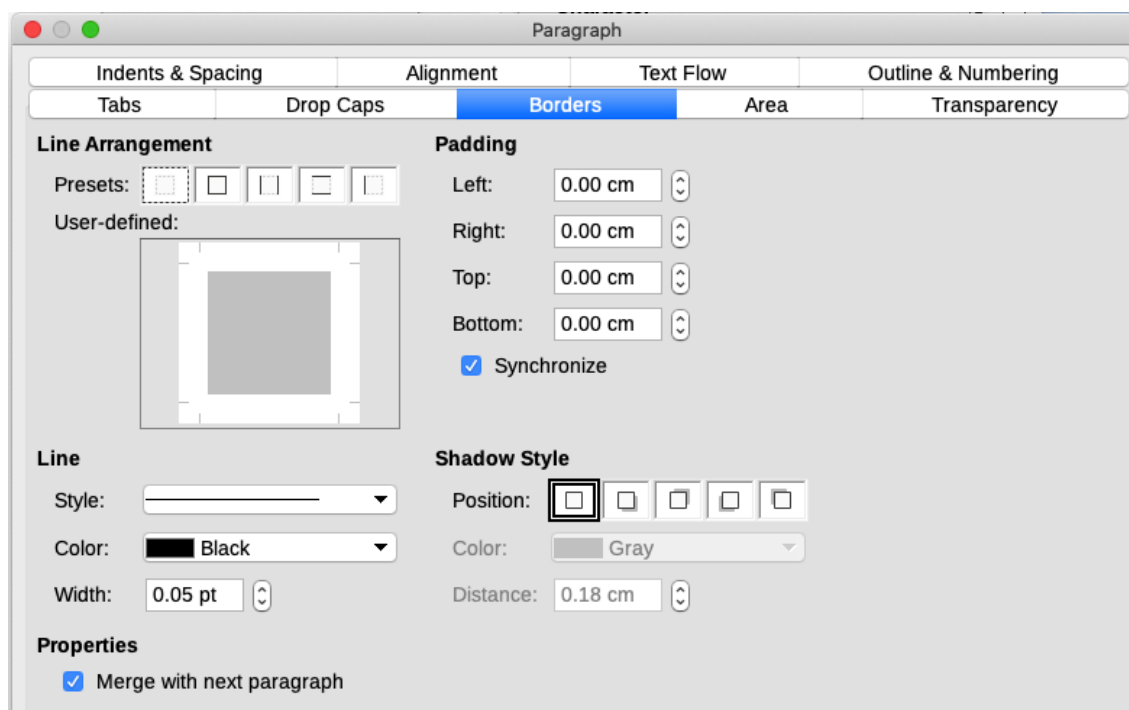 Paragraph
Indents & Spacing Alignment Text Flow Outline & Numbering
Tabs Drop Caps Borders Area Transparency
Line Arrangement
Presets:
User-defined:
Padding
Left: 0.00 cm
Right: 0.00 cm
Top: 0.00 cm
Bottom: 0.00 cm
Synchronize
Line
Style:
Color: Black
Width: 0.05 pt
Shadow Style
Position:
Color: Gray
Distance: 0.18 cm
Properties
Merge with next paragraph